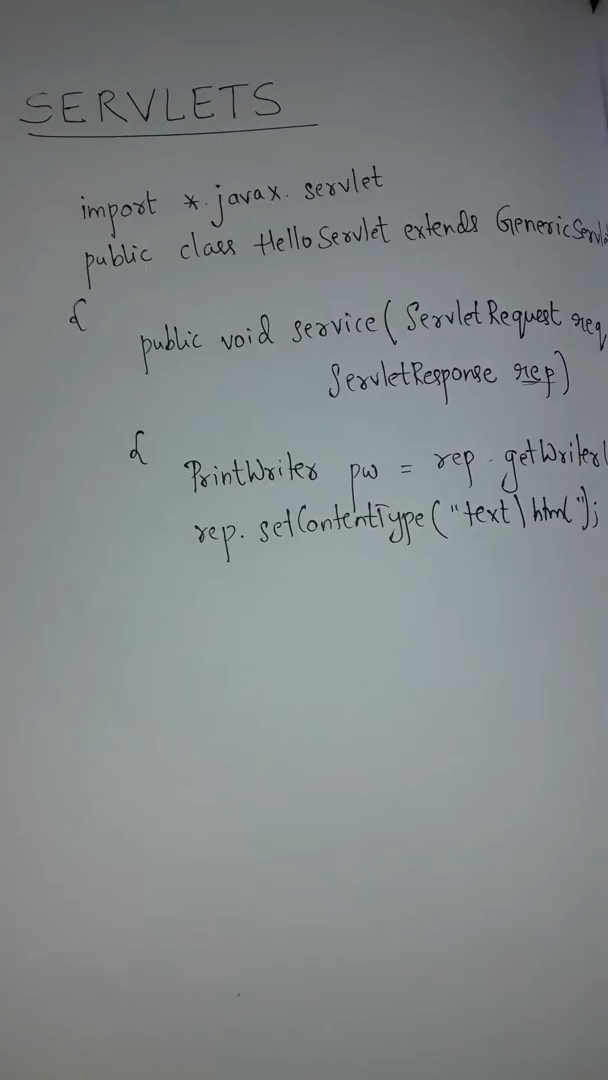 SERVLETS
import *.javax.servlet
public class HelloServlet extends GenericServl
{
public void service(ServletRequest req
ServletResponse rep)
{
PrintWriter pw = rep.getWriter(
rep.setContentType("text\html");